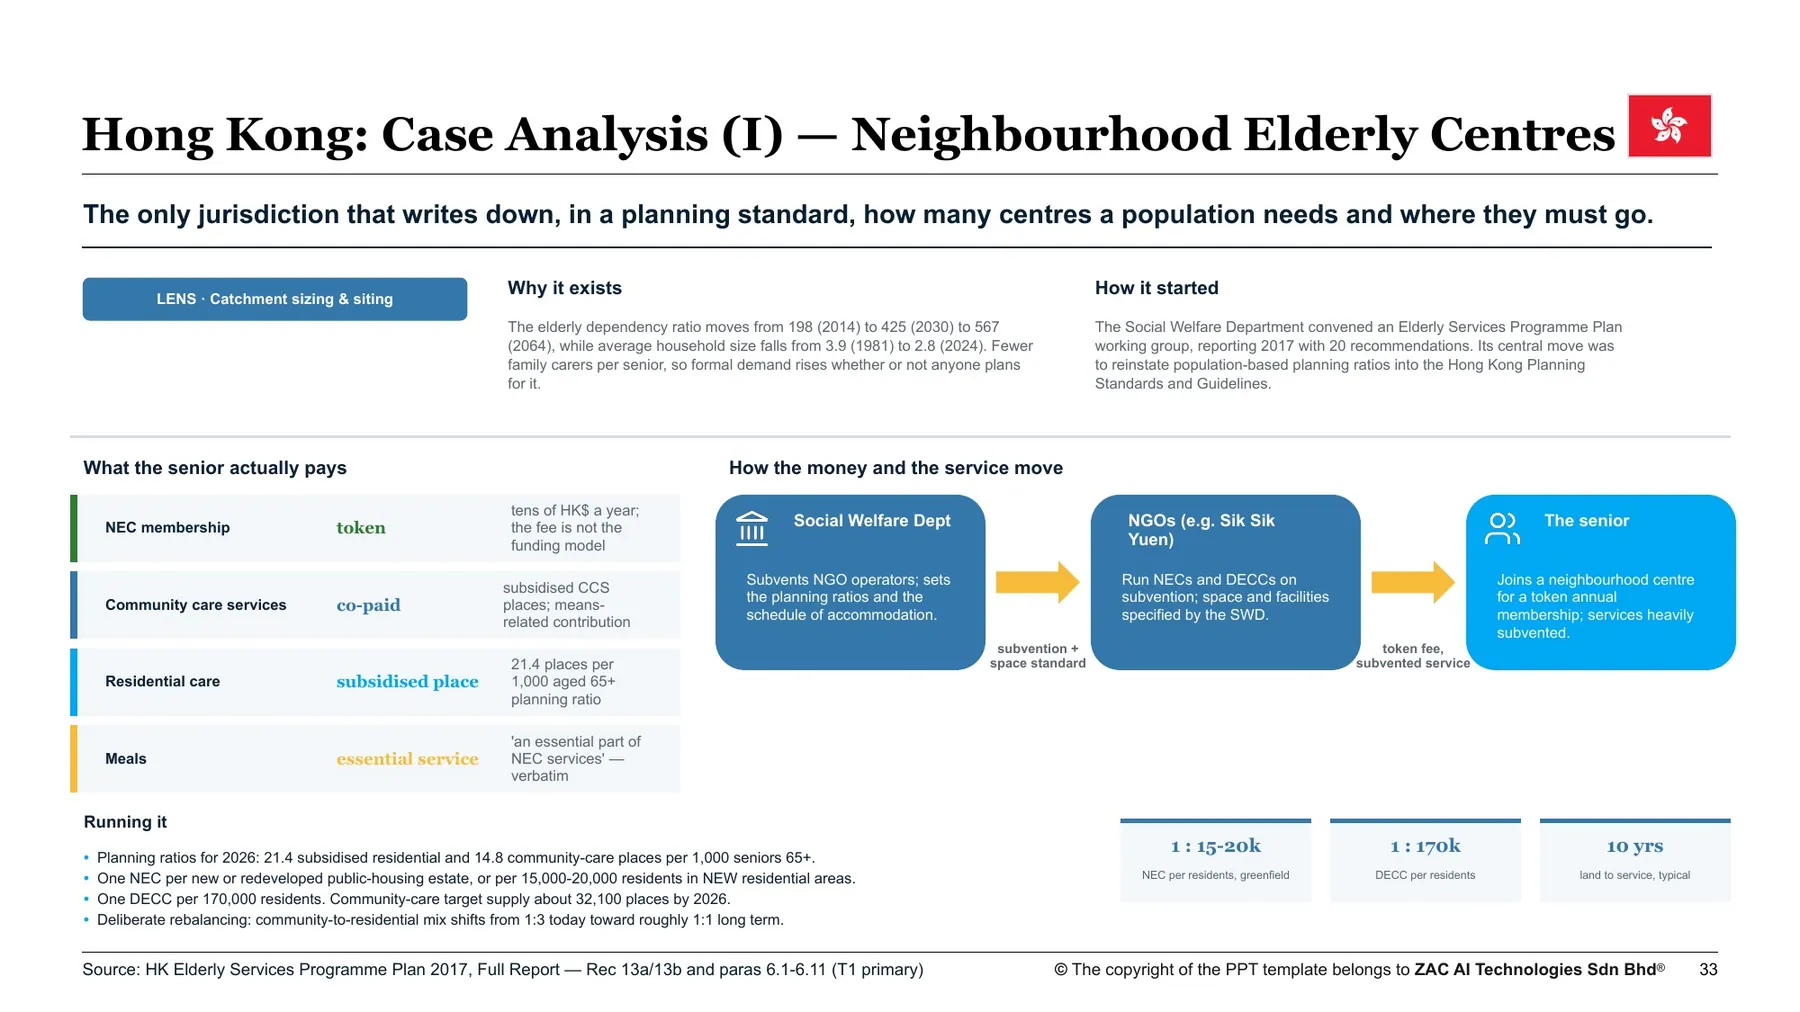 Hong Kong: Case Analysis (I) — Neighbourhood Elderly Centres
The only jurisdiction that writes down, in a planning standard, how many centres a population needs and where they must go.
LENS · Catchment sizing & siting
Why it exists
The elderly dependency ratio moves from 198 (2014) to 425 (2030) to 567
(2064), while average household size falls from 3.9 (1981) to 2.8 (2024). Fewer
family carers per senior, so formal demand rises whether or not anyone plans
for it.
How it started
The Social Welfare Department convened an Elderly Services Programme Plan
working group, reporting 2017 with 20 recommendations. Its central move was
to reinstate population-based planning ratios into the Hong Kong Planning
Standards and Guidelines.
What the senior actually pays
NEC membership
token
tens of HK$ a year;
the fee is not the
funding model
Community care services
co-paid
subsidised CCS
places; means-
related contribution
Residential care
subsidised place
21.4 places per
1,000 aged 65+
planning ratio
Meals
essential service
'an essential part of
NEC services' —
verbatim
How the money and the service move
Social Welfare Dept
Subvents NGO operators; sets
the planning ratios and the
schedule of accommodation.
subvention +
space standard
NGOs (e.g. Sik Sik
Yuen)
Run NECs and DECCs on
subvention; space and facilities
specified by the SWD.
token fee,
subvented service
The senior
Joins a neighbourhood centre
for a token annual
membership; services heavily
subvented.
Running it
• Planning ratios for 2026: 21.4 subsidised residential and 14.8 community-care places per 1,000 seniors 65+.
• One NEC per new or redeveloped public-housing estate, or per 15,000-20,000 residents in NEW residential areas.
• One DECC per 170,000 residents. Community-care target supply about 32,100 places by 2026.
• Deliberate rebalancing: community-to-residential mix shifts from 1:3 today toward roughly 1:1 long term.
1 : 15-20k
NEC per residents, greenfield
1 : 170k
DECC per residents
10 yrs
land to service, typical
Source: HK Elderly Services Programme Plan 2017, Full Report — Rec 13a/13b and paras 6.1-6.11 (T1 primary)
© The copyright of the PPT template belongs to ZAC AI Technologies Sdn Bhd®
33